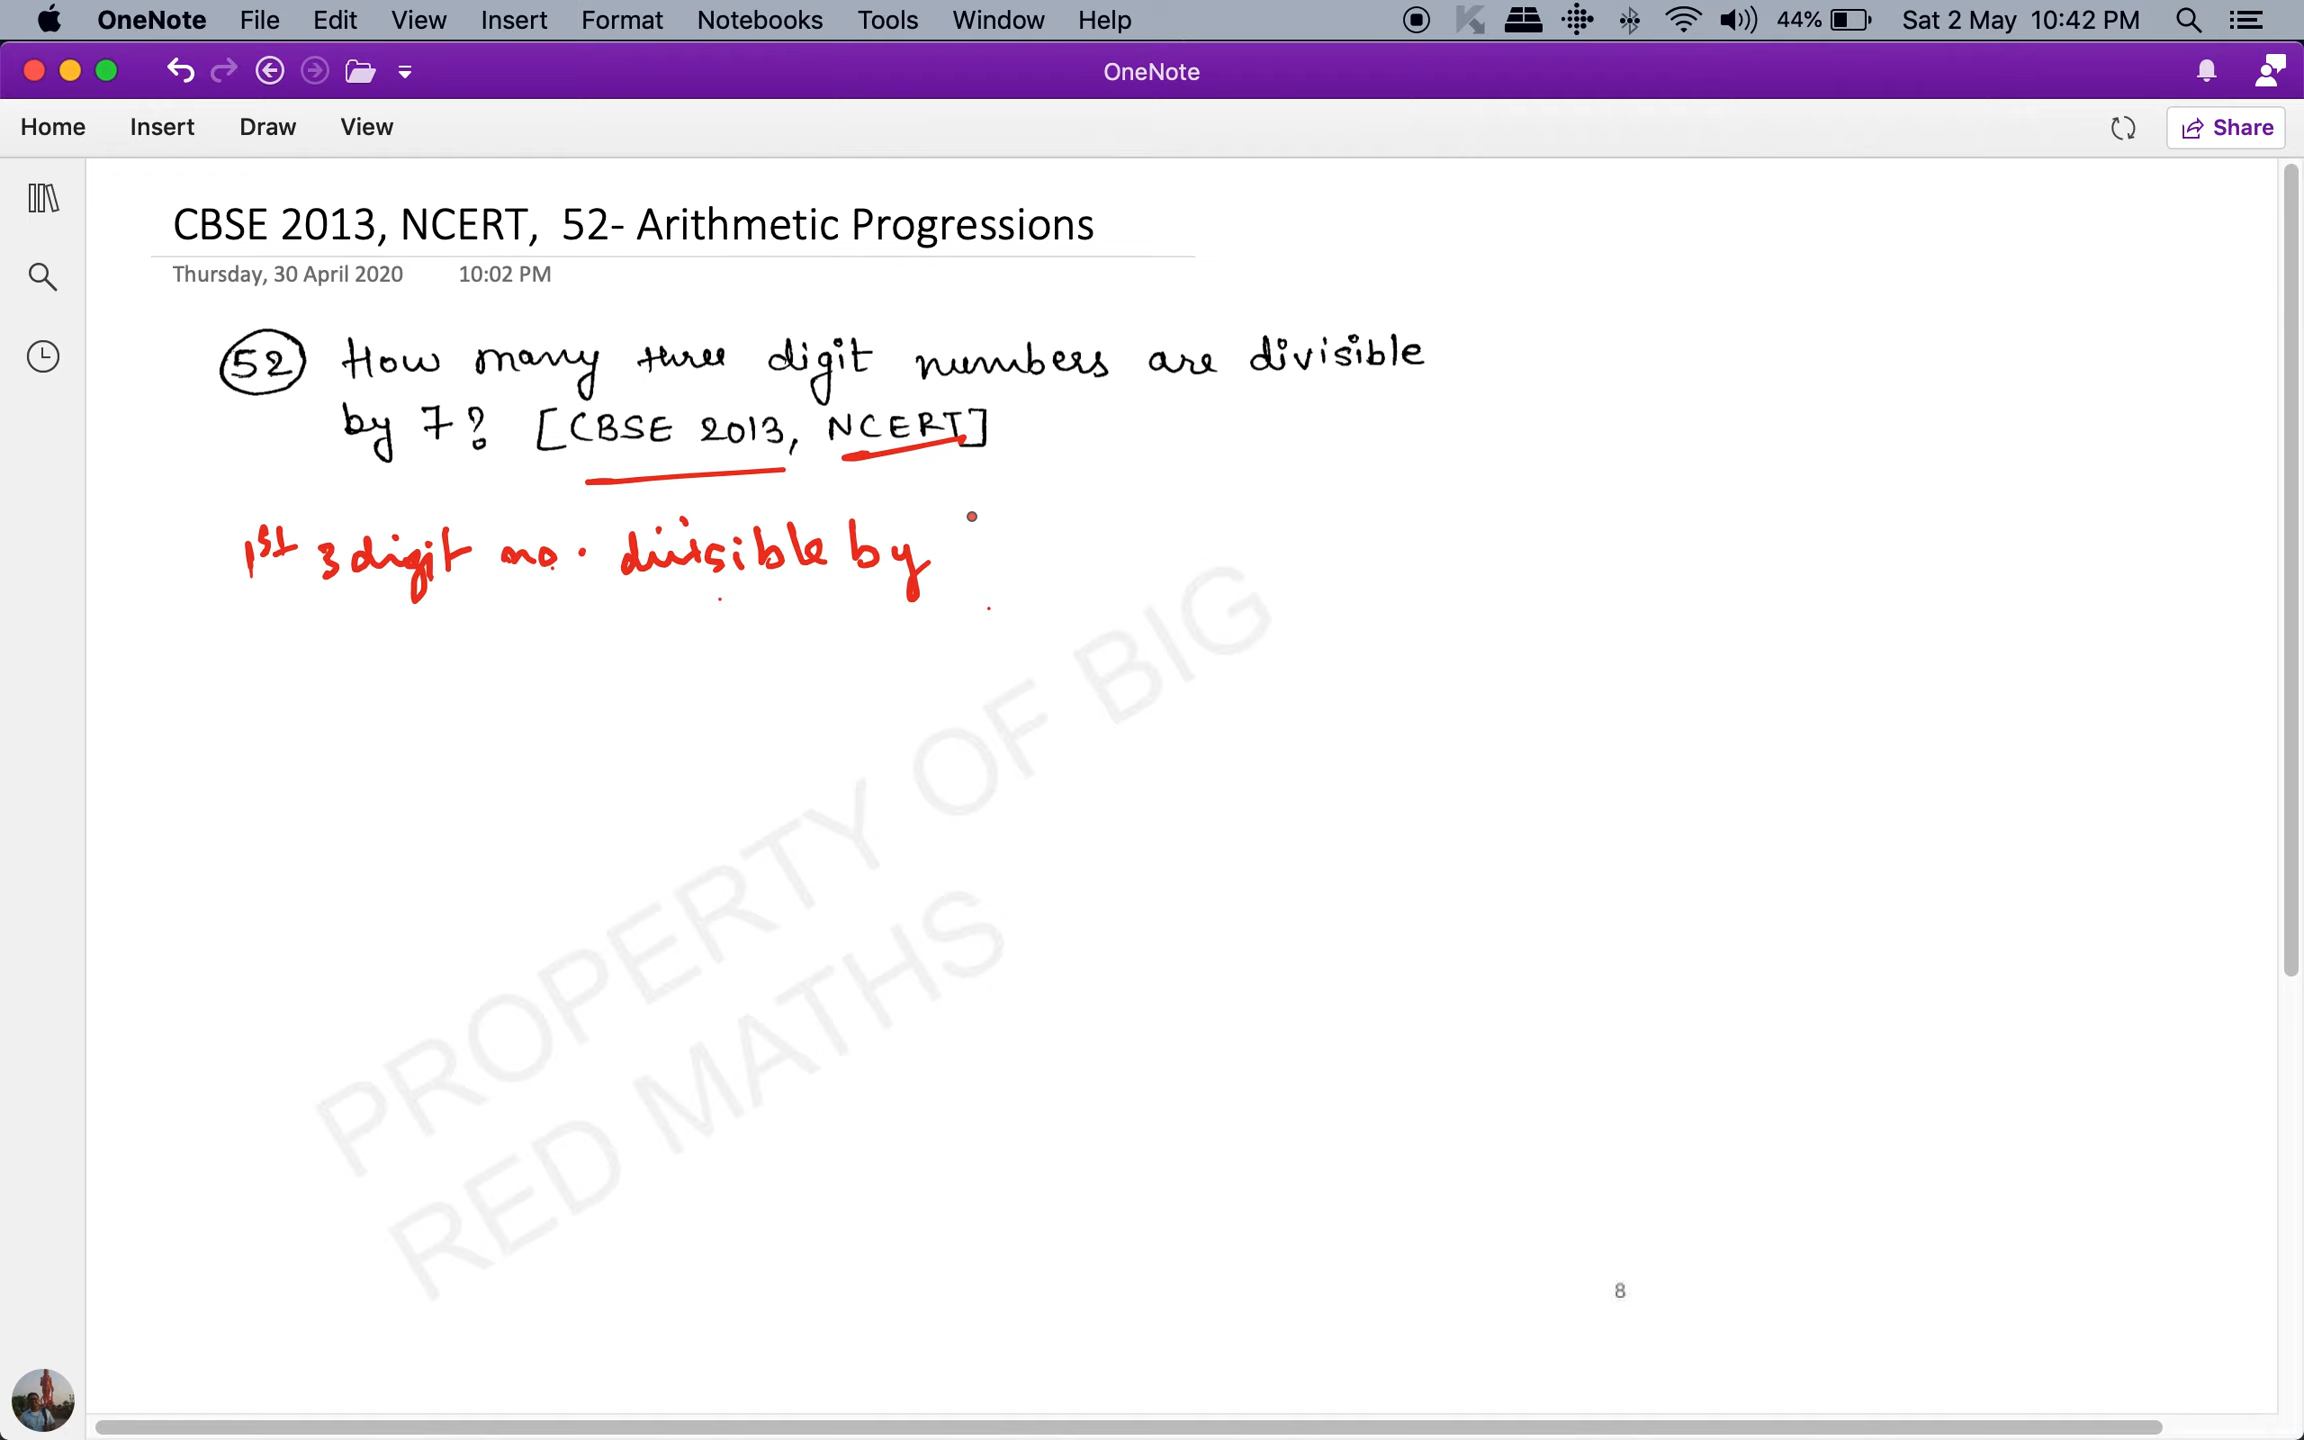 OneNote File Edit View Insert Format Notebooks Tools Window Help 44% Sat 2 May 10:42 PM
OneNote
Home Insert Draw View Share
CBSE 2013, NCERT, 52- Arithmetic Progressions
Thursday, 30 April 2020 10:02 PM
52 How many three digit numbers are divisible
by 7? [CBSE 2013, NCERT]
1st 3 digit no. divisible by
PROPERTY OF BIG
RED MATHS
8